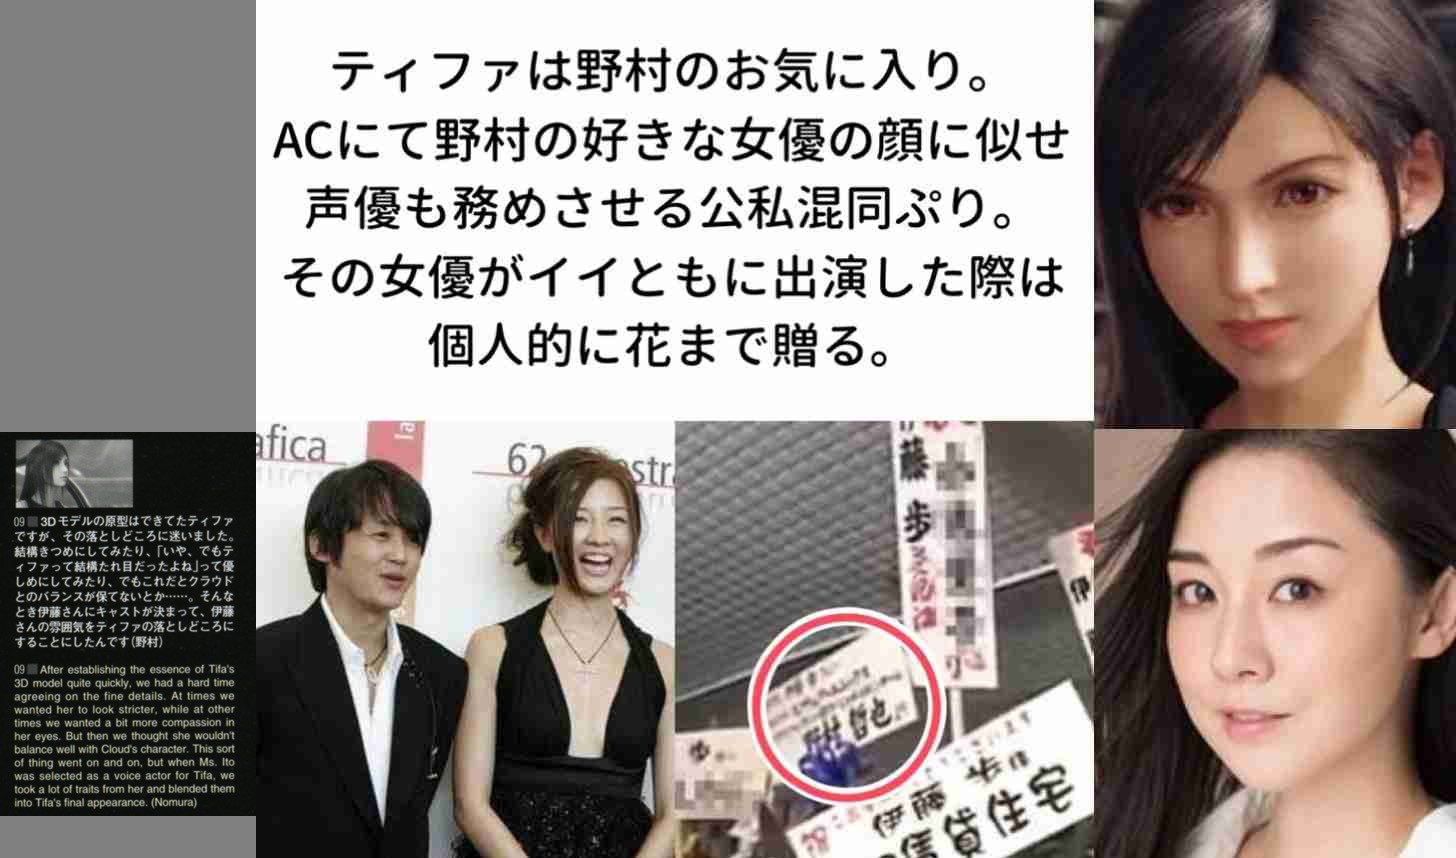 ティファは野村のお気に入り。
ACにて野村の好きな女優の顔に似せ
声優も務めさせる公私混同ぷり。
その女優がイイともに出演した際は
個人的に花まで贈る。
09 3Dモデルの原型はできてたティファ
ですが、その落としどころに迷いました。
結構きつめにしてみたり、「いや、でもテ
ィファって結構たれ目だったよね」って優
しめにしてみたり、でもこれだとクラウド
とのバランスが保てないとか……。そんな
とき伊藤さんにキャストが決まって、伊藤
さんの雰囲気をティファの落としどころに
することにしたんです(野村)
09 After establishing the essence of Tifa's
3D model quite quickly, we had a hard time
agreeing on the fine details. At times we
wanted her to look stricter, while at other
times we wanted a bit more compassion in
her eyes. But then we thought she wouldn't
balance well with Cloud's character. This sort
of thing went on and on, but when Ms. Ito
was selected as a voice actor for Tifa, we
took a lot of traits from her and blended them
into Tifa's final appearance. (Nomura)
afica
62
ostra
伊藤歩
野村哲也
伊藤歩
賃貸住宅